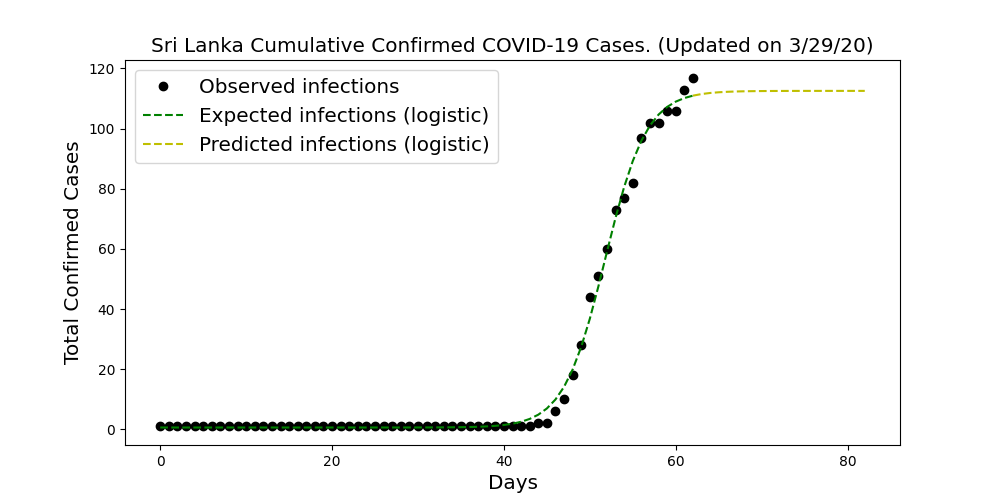 Sri Lanka Cumulative Confirmed COVID-19 Cases. (Updated on 3/29/20)
Observed infections
Expected infections (logistic)
Predicted infections (logistic)
Total Confirmed Cases
120
100
80
60
40
20
0
0 20 40 60 80
Days